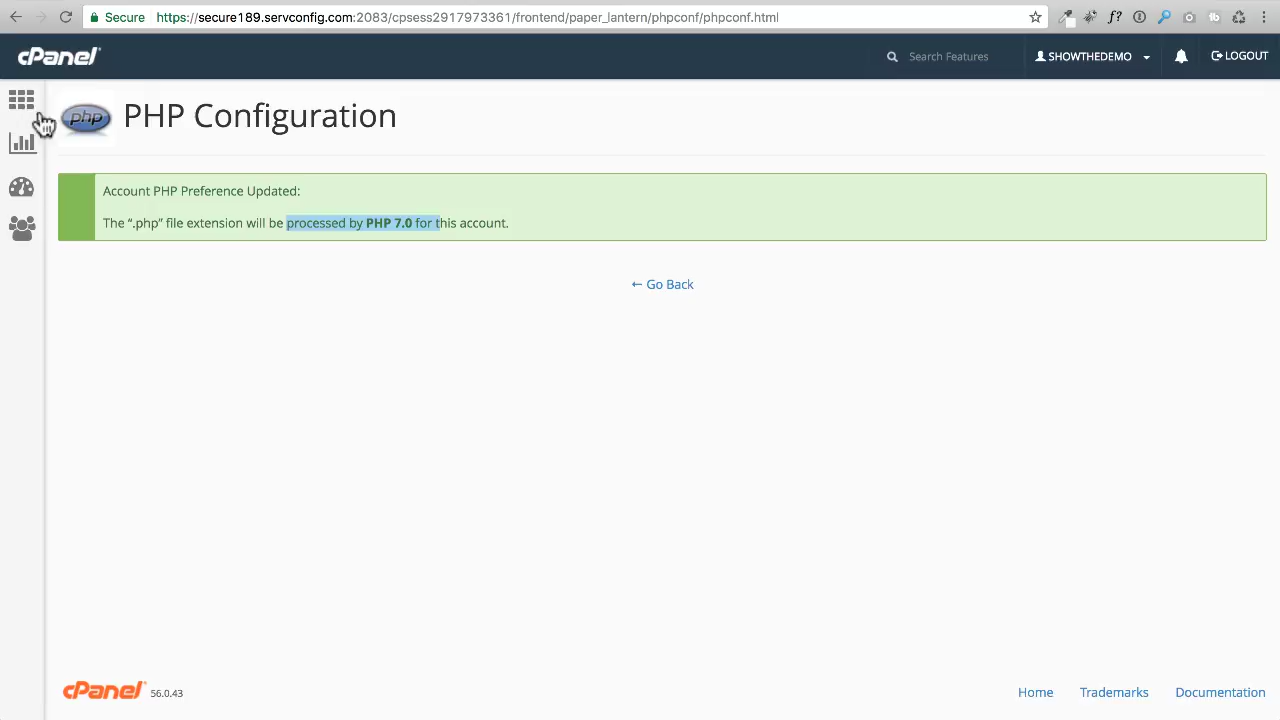 Secure https://secure189.servconfig.com:2083/cpsess2917973361/frontend/paper_lantern/phpconf/phpconf.html
f?
cPanel
Search Features
SHOWTHEDEMO
LOGOUT
php
PHP Configuration
Account PHP Preference Updated:
The “.php” file extension will be processed by PHP 7.0 for this account.
← Go Back
cPanel 56.0.43
Home Trademarks Documentation